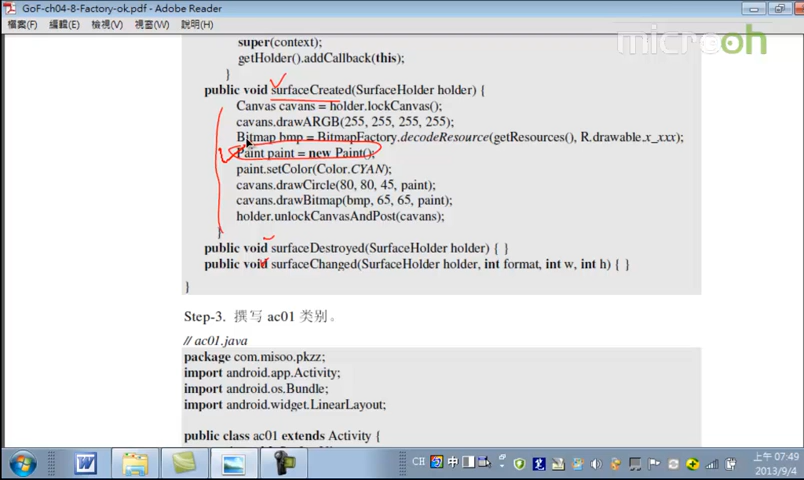 GoF-ch04-8-Factory-ok.pdf - Adobe Reader
檔案(F) 編輯(E) 檢視(V) 視窗(W) 說明(H)
microoh
super(context);
getHolder().addCallback(this);
}
public void surfaceCreated(SurfaceHolder holder) {
Canvas cavans = holder.lockCanvas();
cavans.drawARGB(255, 255, 255, 255);
Bitmap bmp = BitmapFactory.decodeResource(getResources(), R.drawable.x_xxx);
Paint paint = new Paint();
paint.setColor(Color.CYAN);
cavans.drawCircle(80, 80, 45, paint);
cavans.drawBitmap(bmp, 65, 65, paint);
holder.unlockCanvasAndPost(cavans);
}
public void surfaceDestroyed(SurfaceHolder holder) { }
public void surfaceChanged(SurfaceHolder holder, int format, int w, int h) { }
}
Step-3. 撰写 ac01 类别。
// ac01.java
package com.misoo.pkzz;
import android.app.Activity;
import android.os.Bundle;
import android.widget.LinearLayout;
public class ac01 extends Activity {
CH 中
上午 07:49
2013/9/4